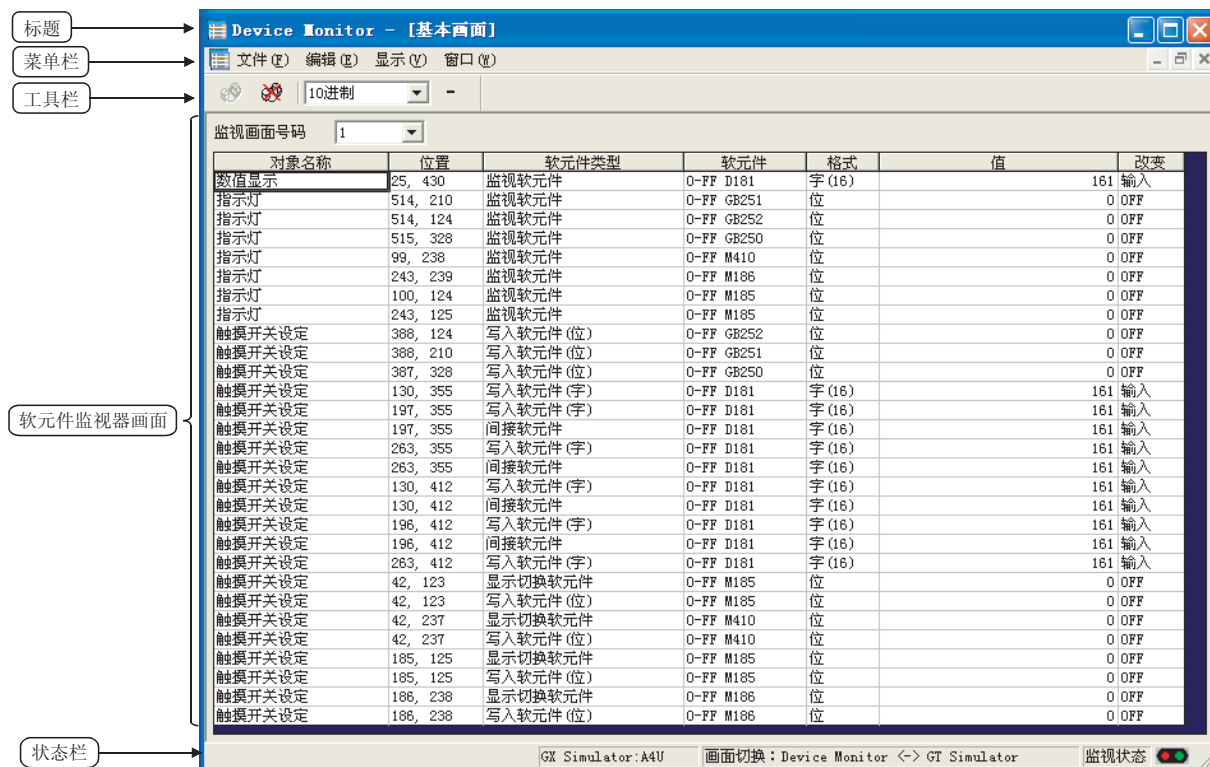 标题
Device Monitor - [基本画面]
菜单栏
文件(F) 编辑(E) 显示(V) 窗口(W)
工具栏
10进制
监视画面号码 1
对象名称 位置 软元件类型 软元件 格式 值 改变
数值显示 25, 430 监视软元件 0-FF D181 字(16) 161 输入
指示灯 514, 210 监视软元件 0-FF GB251 位 0 OFF
指示灯 514, 124 监视软元件 0-FF GB252 位 0 OFF
指示灯 515, 328 监视软元件 0-FF GB250 位 0 OFF
指示灯 99, 238 监视软元件 0-FF M410 位 0 OFF
指示灯 243, 239 监视软元件 0-FF M186 位 0 OFF
指示灯 100, 124 监视软元件 0-FF M185 位 0 OFF
指示灯 243, 125 监视软元件 0-FF M185 位 0 OFF
触摸开关设定 388, 124 写入软元件(位) 0-FF GB252 位 0 OFF
触摸开关设定 388, 210 写入软元件(位) 0-FF GB251 位 0 OFF
触摸开关设定 387, 328 写入软元件(位) 0-FF GB250 位 0 OFF
触摸开关设定 130, 355 写入软元件(字) 0-FF D181 字(16) 161 输入
触摸开关设定 197, 355 写入软元件(字) 0-FF D181 字(16) 161 输入
软元件监视器画面
触摸开关设定 197, 355 间接软元件 0-FF D181 字(16) 161 输入
触摸开关设定 263, 355 写入软元件(字) 0-FF D181 字(16) 161 输入
触摸开关设定 263, 355 间接软元件 0-FF D181 字(16) 161 输入
触摸开关设定 130, 412 写入软元件(字) 0-FF D181 字(16) 161 输入
触摸开关设定 130, 412 间接软元件 0-FF D181 字(16) 161 输入
触摸开关设定 196, 412 写入软元件(字) 0-FF D181 字(16) 161 输入
触摸开关设定 196, 412 间接软元件 0-FF D181 字(16) 161 输入
触摸开关设定 263, 412 写入软元件(字) 0-FF D181 字(16) 161 输入
触摸开关设定 42, 123 显示切换软元件 0-FF M185 位 0 OFF
触摸开关设定 42, 123 写入软元件(位) 0-FF M185 位 0 OFF
触摸开关设定 42, 237 显示切换软元件 0-FF M410 位 0 OFF
触摸开关设定 42, 237 写入软元件(位) 0-FF M410 位 0 OFF
触摸开关设定 185, 125 显示切换软元件 0-FF M185 位 0 OFF
触摸开关设定 185, 125 写入软元件(位) 0-FF M185 位 0 OFF
触摸开关设定 186, 238 显示切换软元件 0-FF M186 位 0 OFF
触摸开关设定 186, 238 写入软元件(位) 0-FF M186 位 0 OFF
状态栏
GX Simulator:A4U 画面切换：Device Monitor <-> GT Simulator 监视状态